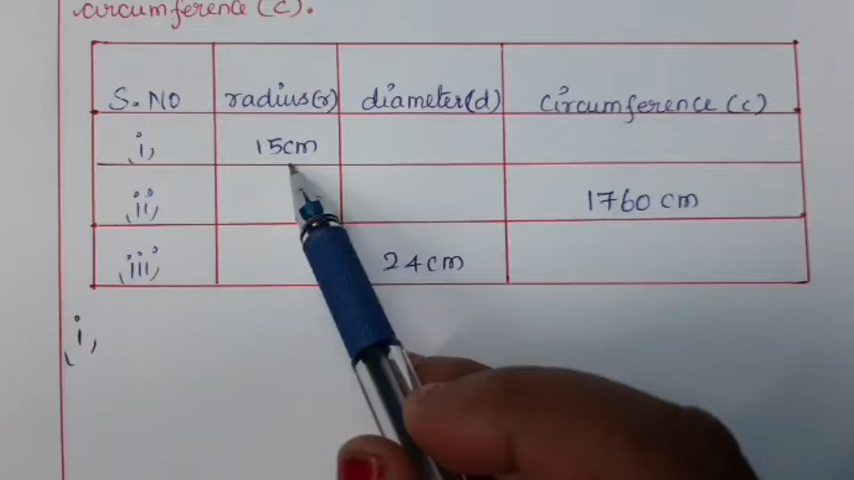 circumference (c).
S.No radius(r) diameter(d) circumference (c)
i, 15cm
ii, 1760 cm
iii, 24cm
i,